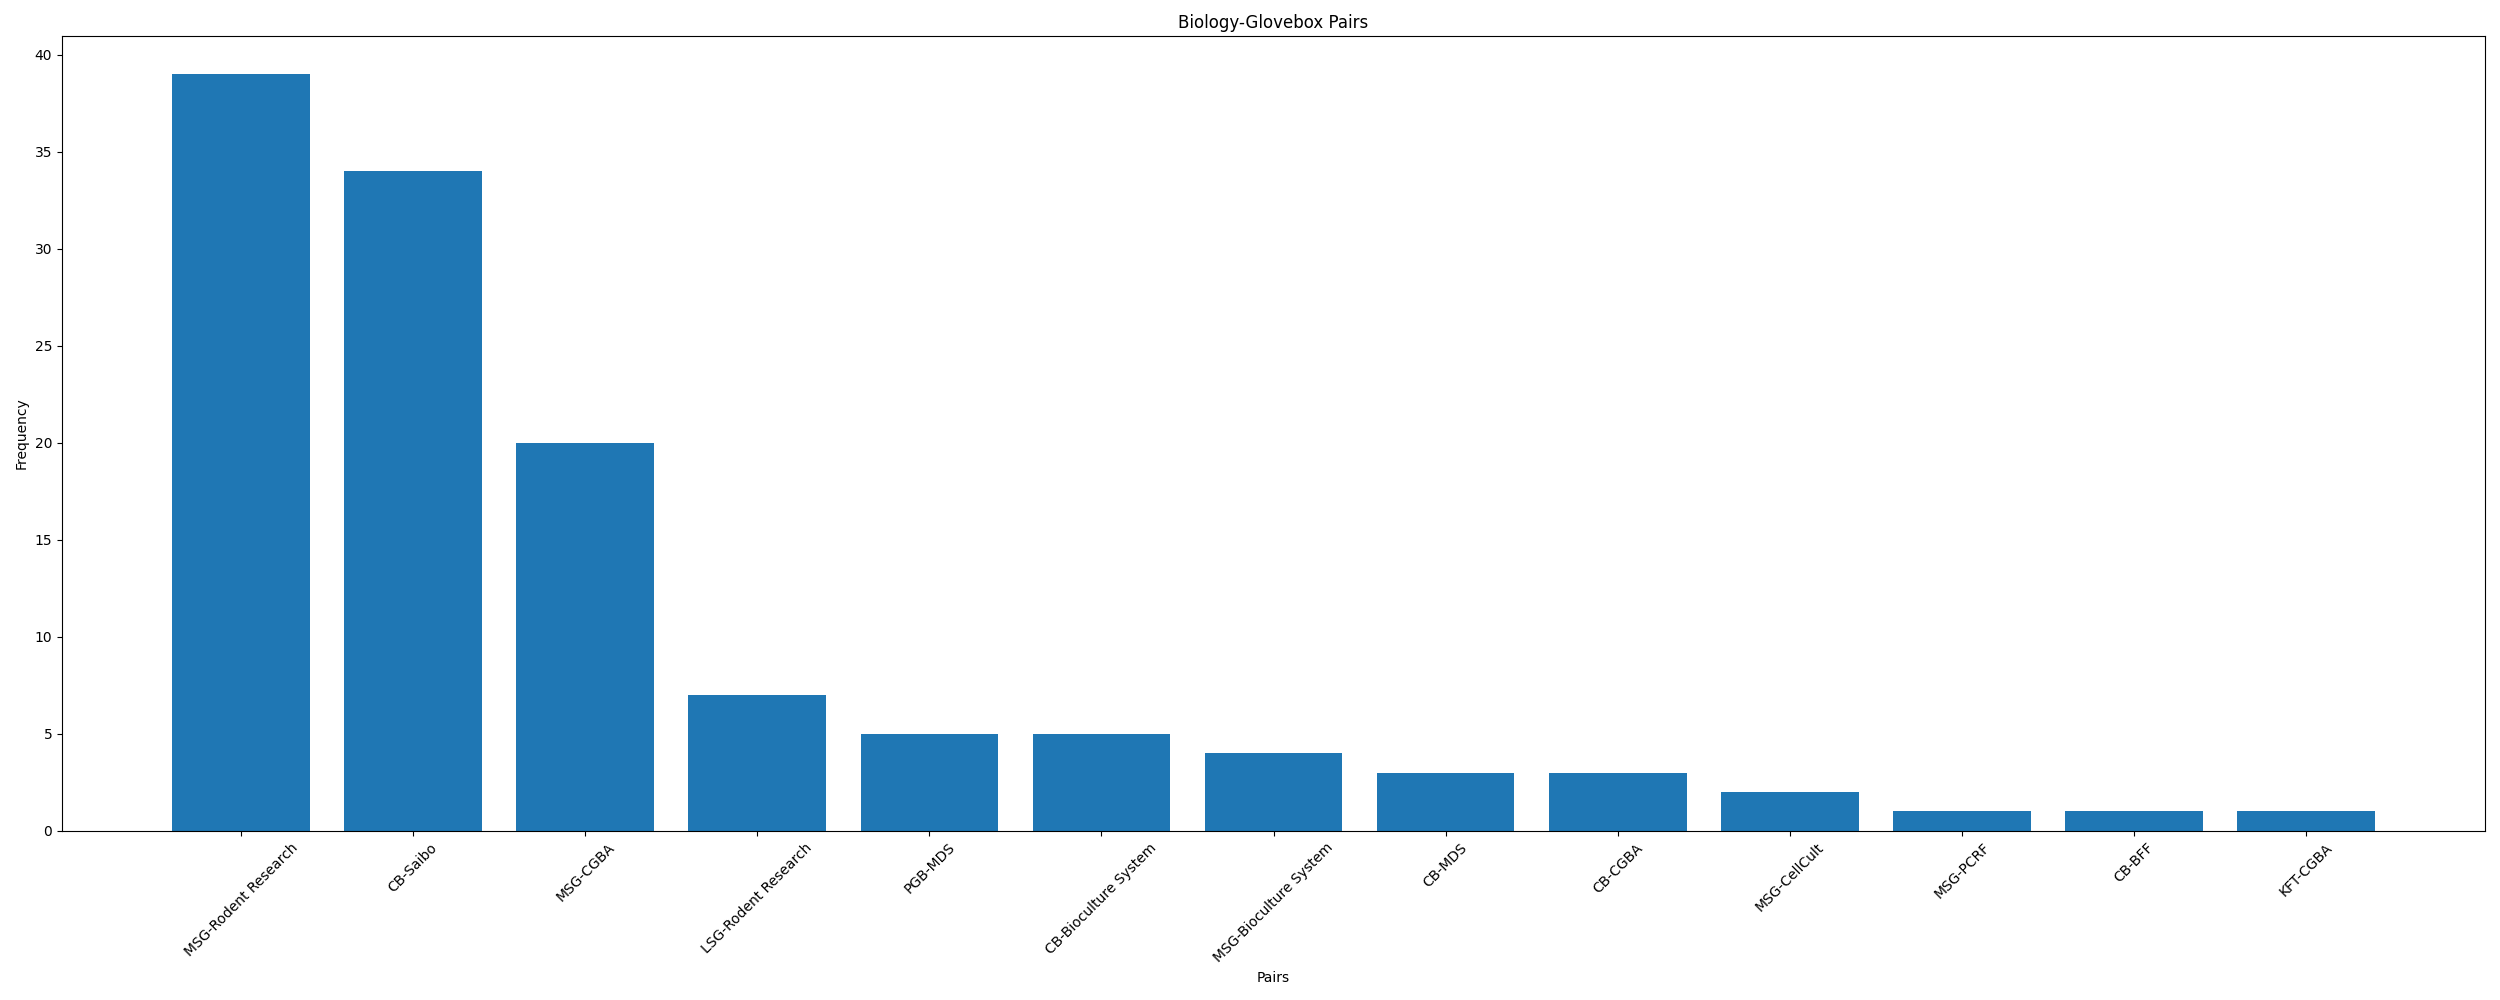 Biology-Glovebox Pairs
40
35
30
25
20
15
10
5
0
Frequency
MSG-Rodent Research
CB-Saibo
MSG-CGBA
LSG-Rodent Research
PGB-MDS
CB-Bioculture System
MSG-Bioculture System
CB-MDS
CB-CGBA
MSG-CellCult
MSG-PCRF
CB-BFF
KFT-CGBA
Pairs